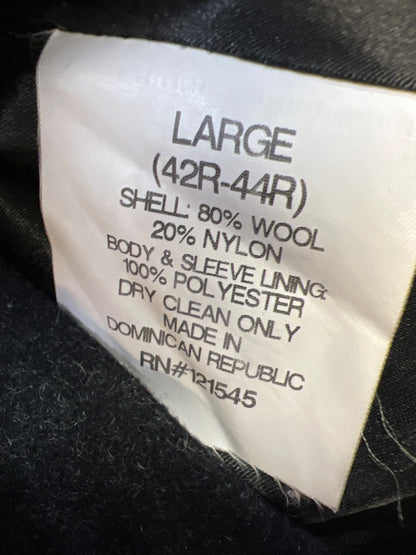 LARGE
(42R-44R)
SHELL: 80% WOOL
20% NYLON
BODY & SLEEVE LINING:
100% POLYESTER
DRY CLEAN ONLY
MADE IN
DOMINICAN REPUBLIC
RN#121545